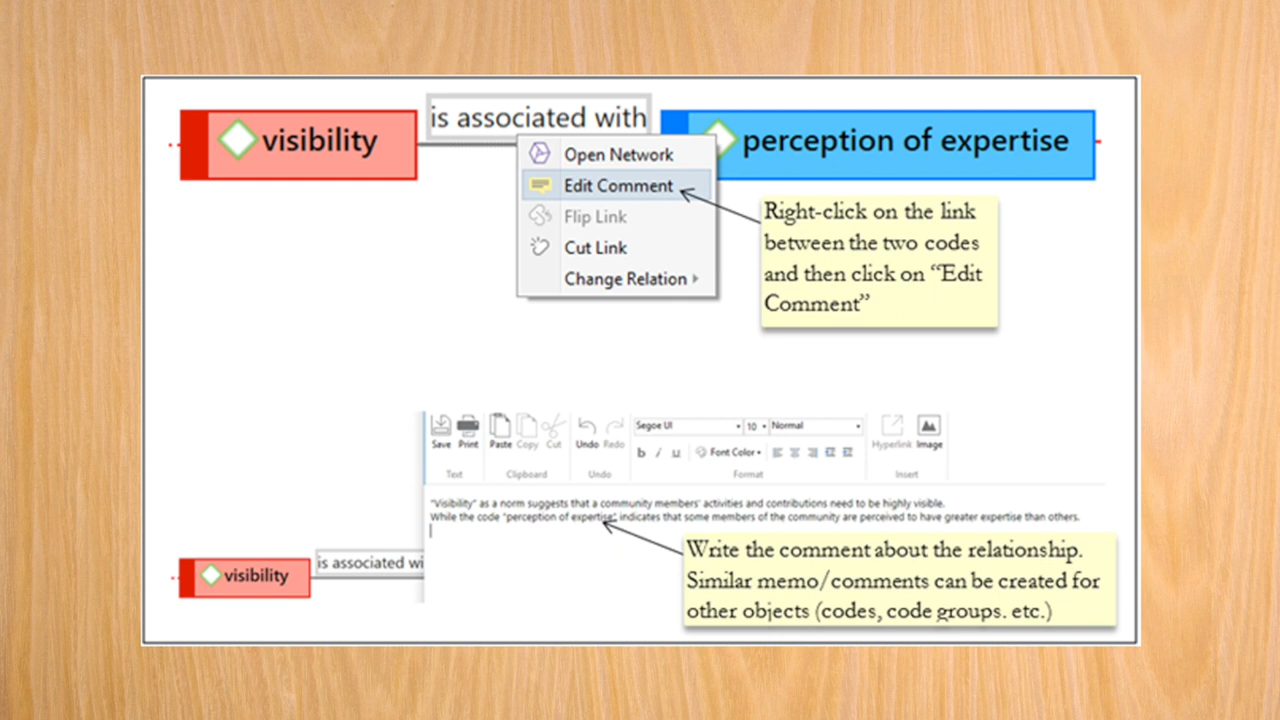 visibility
is associated with
perception of expertise
Open Network
Edit Comment
Flip Link
Cut Link
Change Relation
Right-click on the link
between the two codes
and then click on “Edit
Comment”
Save Print Paste Copy Cut Undo Redo
Segoe UI 10 Normal
Hyperlink Image
b / u Font Color
Text Clipboard Undo Format Insert
"Visibility" as a norm suggests that a community members' activities and contributions need to be highly visible.
While the code "perception of expertise" indicates that some members of the community are perceived to have greater expertise than others.
visibility
is associated wi
Write the comment about the relationship.
Similar memo/comments can be created for
other objects (codes, code groups. etc.)